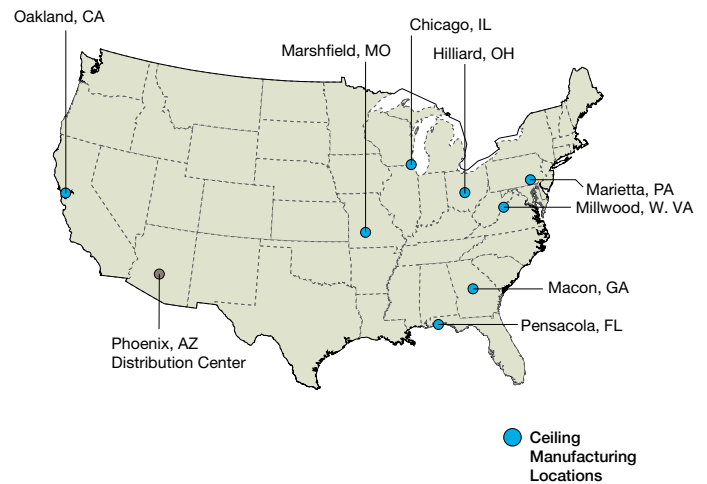 Oakland, CA
Chicago, IL
Marshfield, MO
Hilliard, OH
Marietta, PA
Millwood, W. VA
Macon, GA
Pensacola, FL
Phoenix, AZ
Distribution Center
Ceiling
Manufacturing
Locations